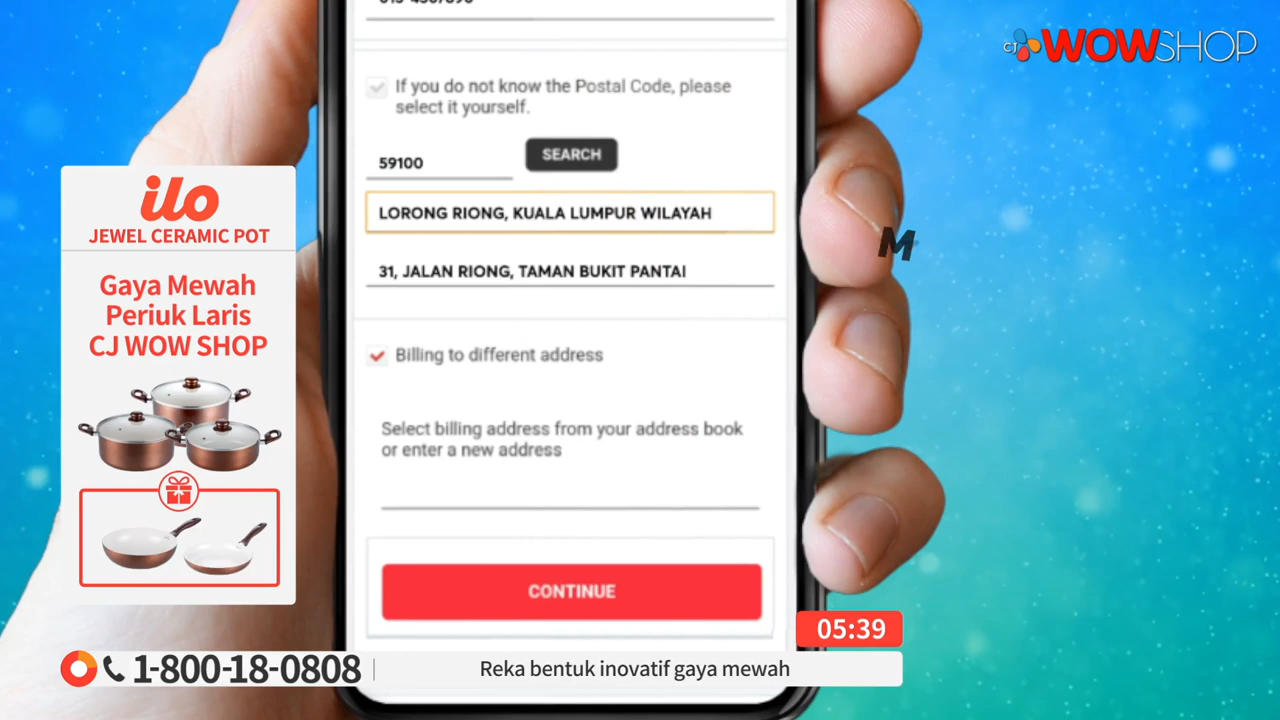 CJ WOWSHOP
If you do not know the Postal Code, please
select it yourself.
59100
SEARCH
LORONG RIONG, KUALA LUMPUR WILAYAH
31, JALAN RIONG, TAMAN BUKIT PANTAI
Billing to different address
Select billing address from your address book
or enter a new address
CONTINUE
M
ilo
JEWEL CERAMIC POT
Gaya Mewah
Periuk Laris
CJ WOW SHOP
05:39
1-800-18-0808
Reka bentuk inovatif gaya mewah